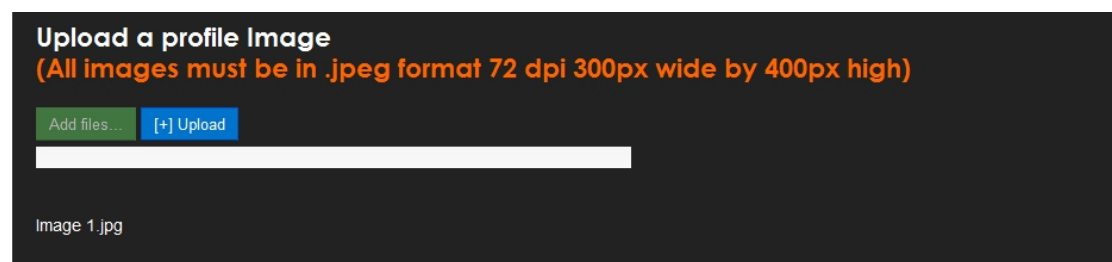 Upload a profile Image
(All images must be in .jpeg format 72 dpi 300px wide by 400px high)
Add files... [+] Upload
Image 1.jpg